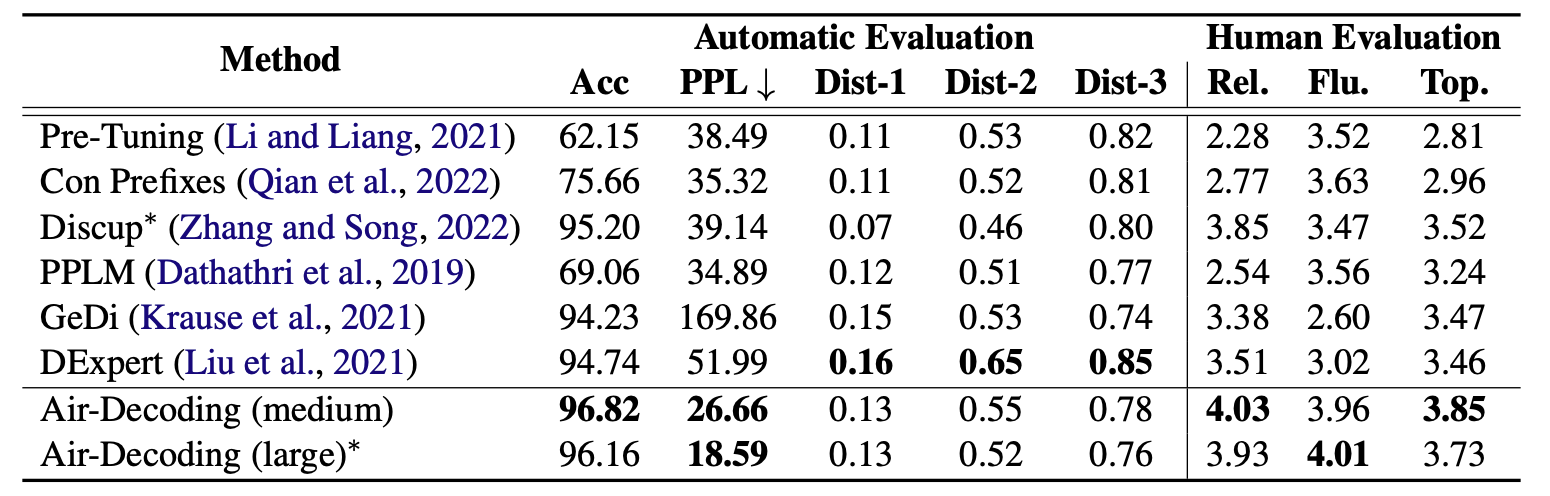 Method Automatic Evaluation Human Evaluation
Acc PPL ↓ Dist-1 Dist-2 Dist-3 Rel. Flu. Top.
Pre-Tuning (Li and Liang, 2021) 62.15 38.49 0.11 0.53 0.82 2.28 3.52 2.81
Con Prefixes (Qian et al., 2022) 75.66 35.32 0.11 0.52 0.81 2.77 3.63 2.96
Discup* (Zhang and Song, 2022) 95.20 39.14 0.07 0.46 0.80 3.85 3.47 3.52
PPLM (Dathathri et al., 2019) 69.06 34.89 0.12 0.51 0.77 2.54 3.56 3.24
GeDi (Krause et al., 2021) 94.23 169.86 0.15 0.53 0.74 3.38 2.60 3.47
DExpert (Liu et al., 2021) 94.74 51.99 0.16 0.65 0.85 3.51 3.02 3.46
Air-Decoding (medium) 96.82 26.66 0.13 0.55 0.78 4.03 3.96 3.85
Air-Decoding (large)* 96.16 18.59 0.13 0.52 0.76 3.93 4.01 3.73